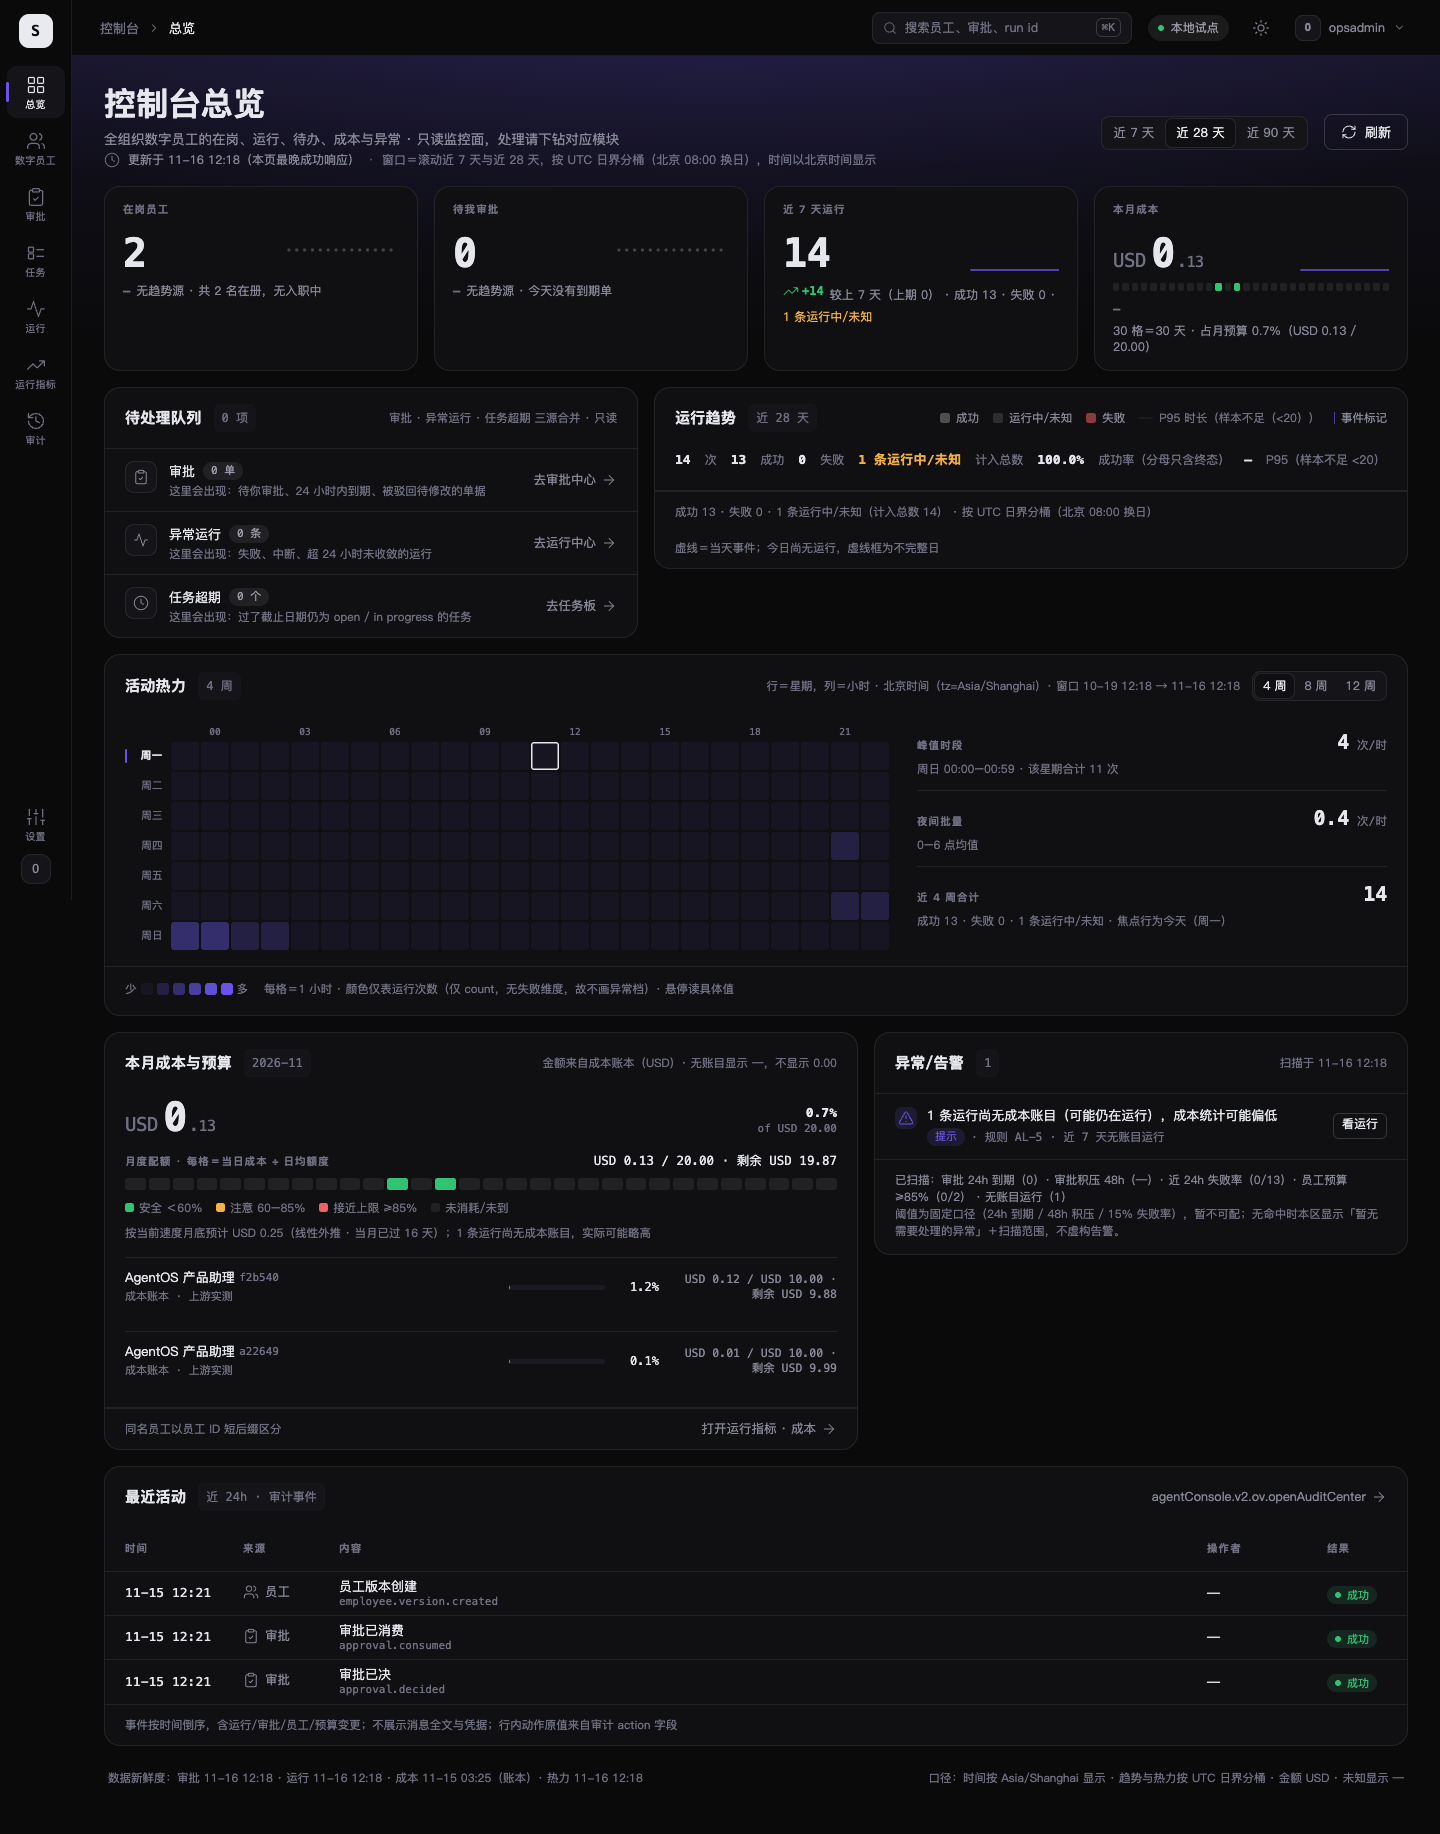 S
控制台 > 总览
搜索员工、审批、run id ⌘K
本地试点
0 opsadmin
总览
数字员工
审批
任务
运行
运行指标
审计
设置
0
控制台总览
全组织数字员工的在岗、运行、待办、成本与异常 · 只读监控面，处理请下钻对应模块
更新于 11-16 12:18（本页最晚成功响应） · 窗口＝滚动近 7 天与近 28 天，按 UTC 日界分桶（北京 08:00 换日），时间以北京时间显示
近 7 天 近 28 天 近 90 天
刷新
在岗员工
2
— 无趋势源 · 共 2 名在册，无入职中
待我审批
0
— 无趋势源 · 今天没有到期单
近 7 天运行
14
+14 较上 7 天（上期 0） · 成功 13 · 失败 0 ·
1 条运行中/未知
本月成本
USD 0.13
—
30 格＝30 天 · 占月预算 0.7%（USD 0.13 /
20.00）
待处理队列 0 项 审批 · 异常运行 · 任务超期 三源合并 · 只读
审批 0 单
这里会出现：待你审批、24 小时内到期、被驳回待修改的单据
去审批中心 →
异常运行 0 条
这里会出现：失败、中断、超 24 小时未收敛的运行
去运行中心 →
任务超期 0 个
这里会出现：过了截止日期仍为 open / in progress 的任务
去任务板 →
运行趋势 近 28 天 成功 运行中/未知 失败 P95 时长（样本不足（<20）） 事件标记
14 次 13 成功 0 失败 1 条运行中/未知 计入总数 100.0% 成功率（分母只含终态） — P95（样本不足 <20）
成功 13 · 失败 0 · 1 条运行中/未知（计入总数 14） · 按 UTC 日界分桶（北京 08:00 换日）
虚线＝当天事件；今日尚无运行，虚线框为不完整日
活动热力 4 周 行＝星期，列＝小时 · 北京时间（tz=Asia/Shanghai）· 窗口 10-19 12:18 → 11-16 12:18 4 周 8 周 12 周
00 03 06 09 12 15 18 21
周一
周二
周三
周四
周五
周六
周日
峰值时段 4 次/时
周日 00:00—00:59 · 该星期合计 11 次
夜间批量 0.4 次/时
0—6 点均值
近 4 周合计 14
成功 13 · 失败 0 · 1 条运行中/未知 · 焦点行为今天（周一）
少 多 每格＝1 小时 · 颜色仅表运行次数（仅 count，无失败维度，故不画异常档）· 悬停读具体值
本月成本与预算 2026-11 金额来自成本账本（USD）· 无账目显示 —，不显示 0.00
USD 0.13
0.7%
of USD 20.00
月度配额 · 每格＝当日成本 ÷ 日均额度 USD 0.13 / 20.00 · 剩余 USD 19.87
安全 <60% 注意 60—85% 接近上限 ≥85% 未消耗/未到
按当前速度月底预计 USD 0.25（线性外推 · 当月已过 16 天）；1 条运行尚无成本账目，实际可能略高
AgentOS 产品助理 f2b540
成本账本 · 上游实测
1.2%
USD 0.12 / USD 10.00 ·
剩余 USD 9.88
AgentOS 产品助理 a22649
成本账本 · 上游实测
0.1%
USD 0.01 / USD 10.00 ·
剩余 USD 9.99
同名员工以员工 ID 短后缀区分 打开运行指标 · 成本 →
异常/告警 1 扫描于 11-16 12:18
1 条运行尚无成本账目（可能仍在运行），成本统计可能偏低
提示 · 规则 AL-5 · 近 7 天无账目运行
看运行
已扫描：审批 24h 到期（0）· 审批积压 48h（—）· 近 24h 失败率（0/13）· 员工预算
≥85%（0/2） · 无账目运行（1）
阈值为固定口径（24h 到期 / 48h 积压 / 15% 失败率），暂不可配；无命中时本区显示「暂无
需要处理的异常」＋扫描范围，不虚构告警。
最近活动 近 24h · 审计事件 agentConsole.v2.ov.openAuditCenter →
时间 来源 内容 操作者 结果
11-15 12:21 员工 员工版本创建 — 成功
employee.version.created
11-15 12:21 审批 审批已消费 — 成功
approval.consumed
11-15 12:21 审批 审批已决 — 成功
approval.decided
事件按时间倒序，含运行/审批/员工/预算变更；不展示消息全文与凭据；行内动作原值来自审计 action 字段
数据新鲜度：审批 11-16 12:18 · 运行 11-16 12:18 · 成本 11-15 03:25（账本）· 热力 11-16 12:18
口径：时间按 Asia/Shanghai 显示 · 趋势与热力按 UTC 日界分桶 · 金额 USD · 未知显示 —